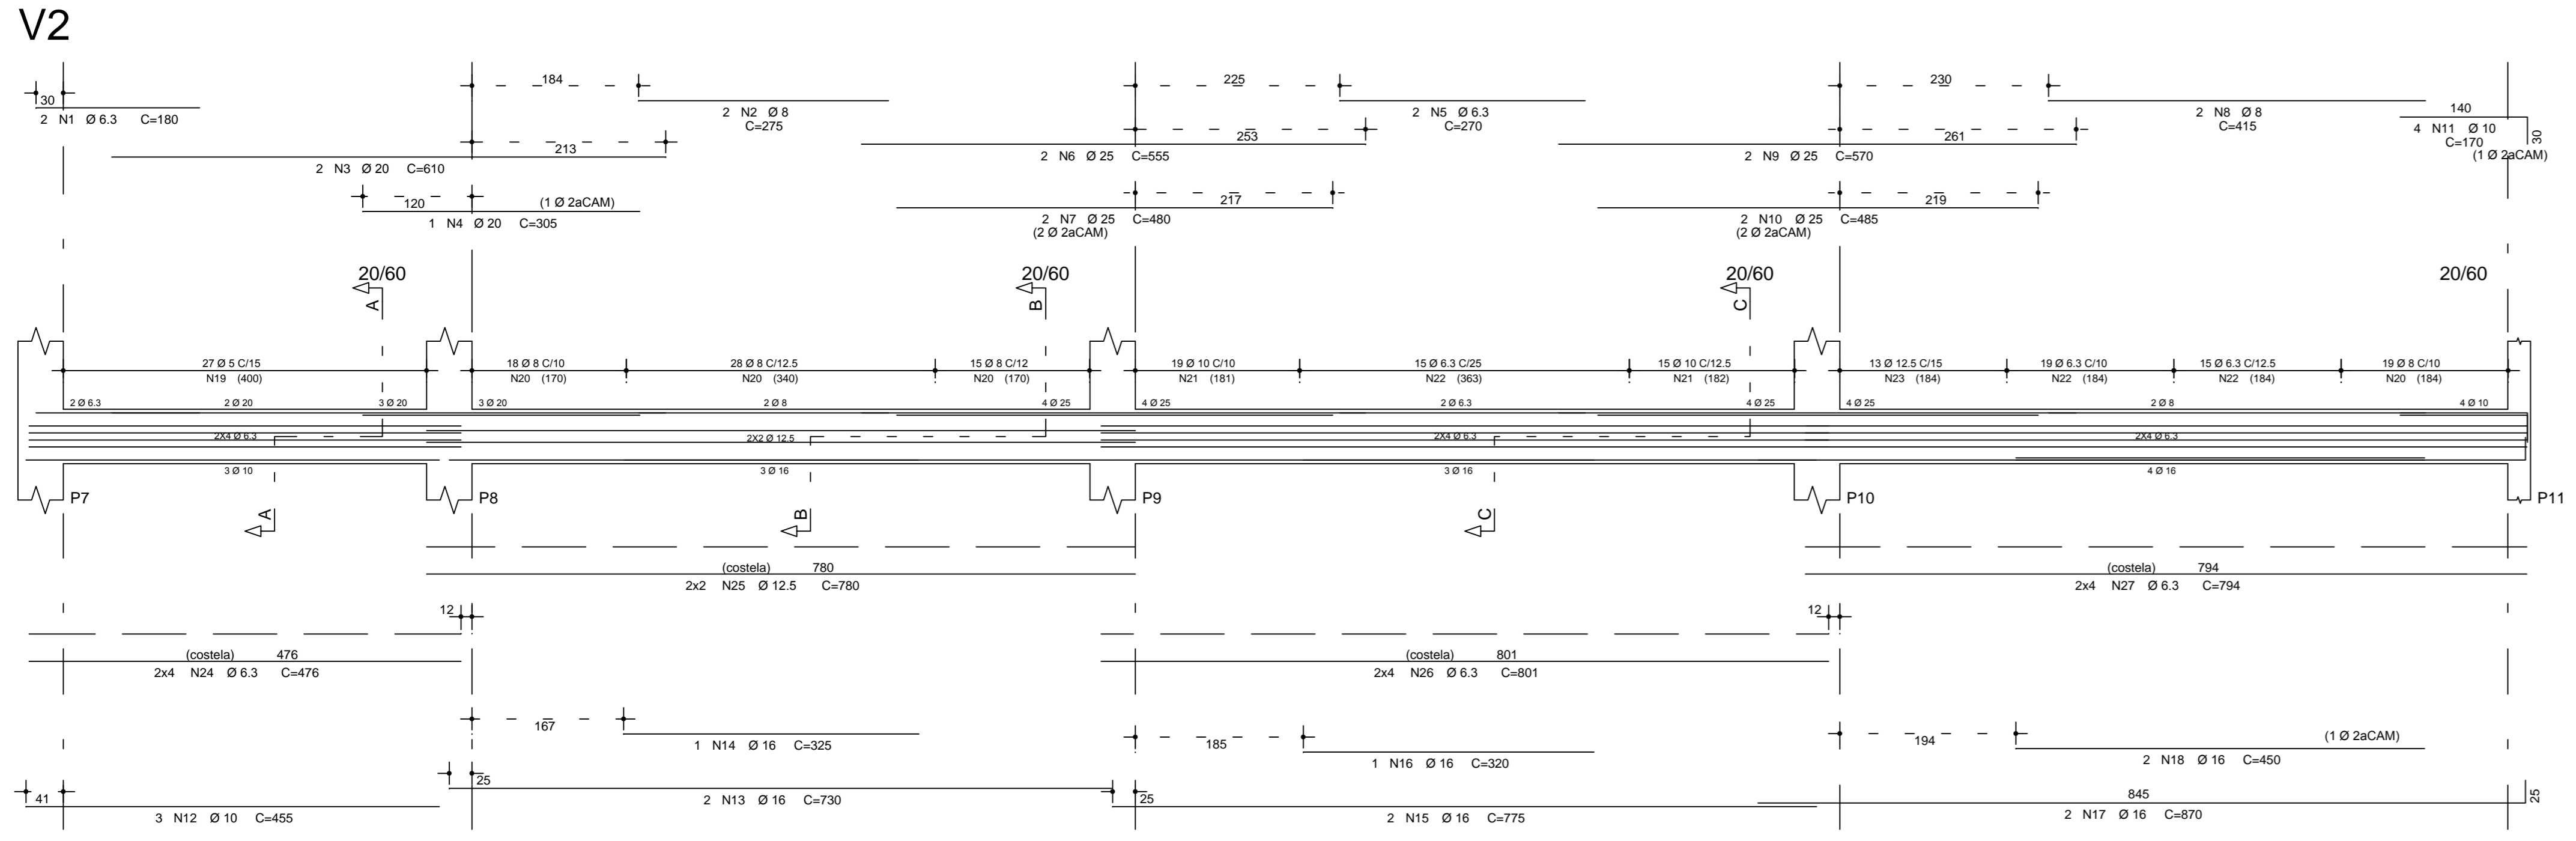 V2
184
225
230
30
2 N1 Ø 6.3 C=180
2 N2 Ø 8
C=275
2 N5 Ø 6.3
C=270
2 N8 Ø 8
C=415
140
4 N11 Ø 10
C=170
(1 Ø 2aCAM)
30
213
2 N3 Ø 20 C=610
253
2 N6 Ø 25 C=555
261
2 N9 Ø 25 C=570
120
(1 Ø 2aCAM)
1 N4 Ø 20 C=305
217
2 N7 Ø 25 C=480
(2 Ø 2aCAM)
219
2 N10 Ø 25 C=485
(2 Ø 2aCAM)
20/60
20/60
20/60
20/60
A
B
C
27 Ø 5 C/15
N19 (400)
18 Ø 8 C/10
N20 (170)
28 Ø 8 C/12.5
N20 (340)
15 Ø 8 C/12
N20 (170)
19 Ø 10 C/10
N21 (181)
15 Ø 6.3 C/25
N22 (363)
15 Ø 10 C/12.5
N21 (182)
13 Ø 12.5 C/15
N23 (184)
19 Ø 6.3 C/10
N22 (184)
15 Ø 6.3 C/12.5
N22 (184)
19 Ø 8 C/10
N20 (184)
2 Ø 6.3
2 Ø 20
3 Ø 20
3 Ø 20
2 Ø 8
4 Ø 25
4 Ø 25
2 Ø 6.3
4 Ø 25
4 Ø 25
2 Ø 8
4 Ø 10
2X4 Ø 6.3
2X2 Ø 12.5
2X4 Ø 6.3
2X4 Ø 6.3
3 Ø 10
3 Ø 16
3 Ø 16
4 Ø 16
P7
P8
P9
P10
P11
A
B
C
(costela) 780
2x2 N25 Ø 12.5 C=780
(costela) 794
2x4 N27 Ø 6.3 C=794
12
12
(costela) 476
2x4 N24 Ø 6.3 C=476
(costela) 801
2x4 N26 Ø 6.3 C=801
167
1 N14 Ø 16 C=325
185
1 N16 Ø 16 C=320
194
(1 Ø 2aCAM)
2 N18 Ø 16 C=450
41
3 N12 Ø 10 C=455
25
2 N13 Ø 16 C=730
25
2 N15 Ø 16 C=775
845
2 N17 Ø 16 C=870
25